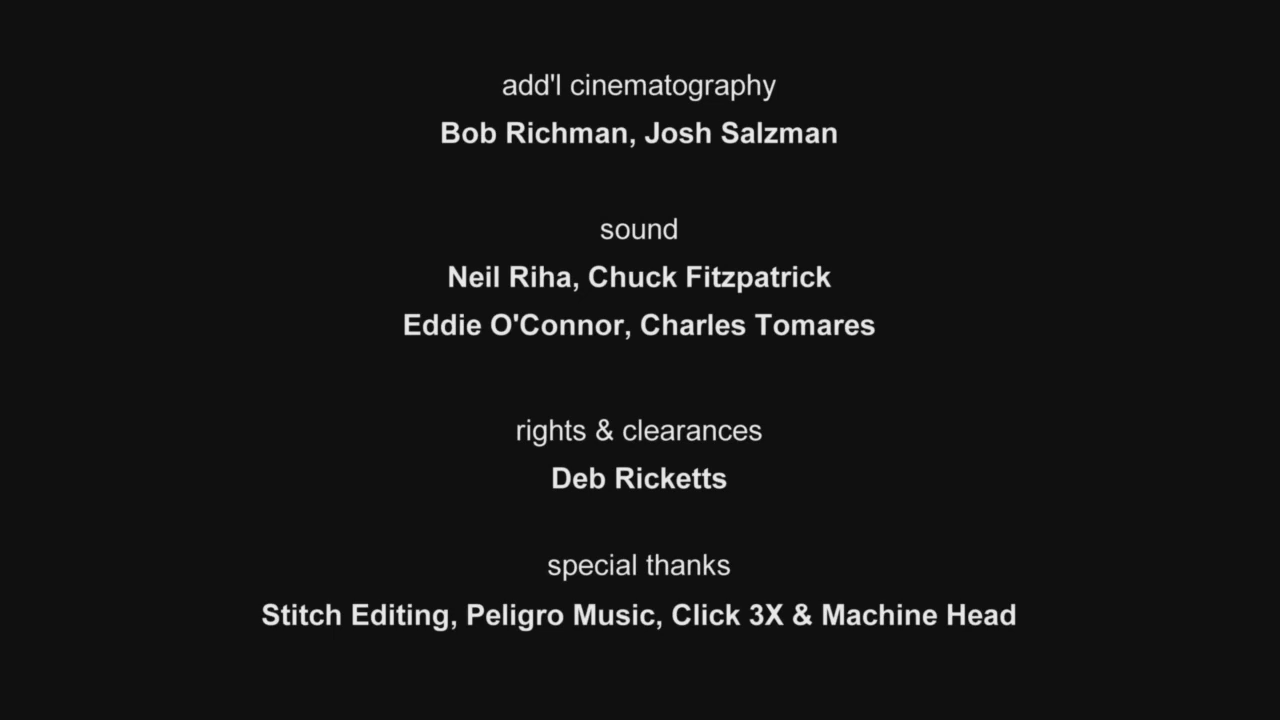 add'l cinematography
Bob Richman, Josh Salzman
sound
Neil Riha, Chuck Fitzpatrick
Eddie O'Connor, Charles Tomares
rights & clearances
Deb Ricketts
special thanks
Stitch Editing, Peligro Music, Click 3X & Machine Head